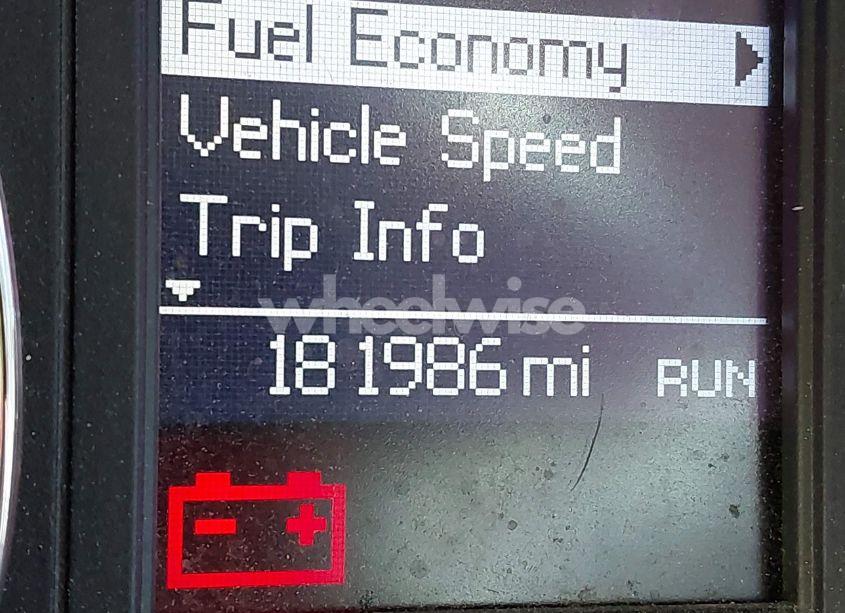 Fuel Economy
Vehicle Speed
Trip Info
wheelwise
181986 mi RUN
- +